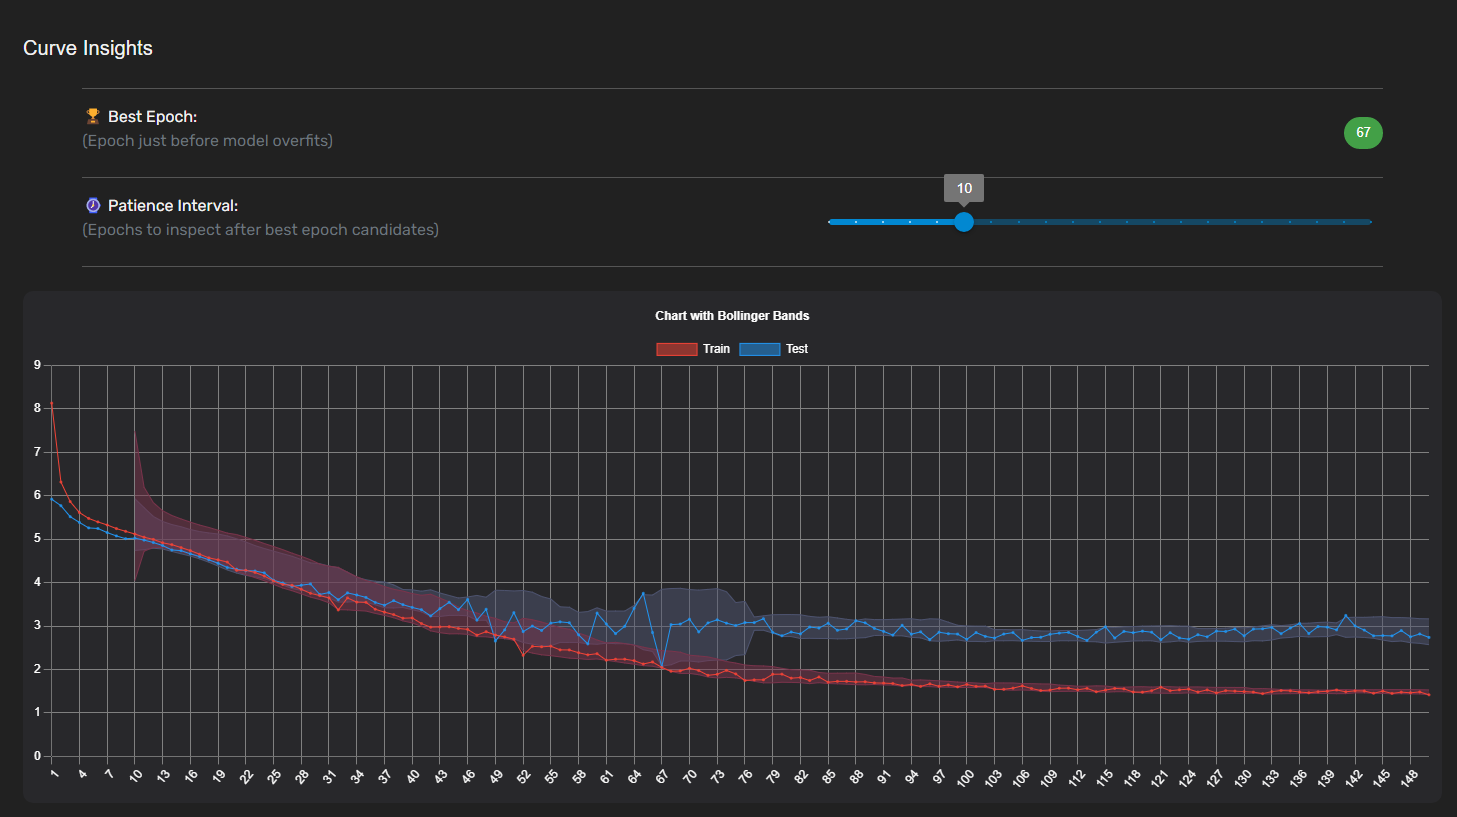 Curve Insights
🏆 Best Epoch:
(Epoch just before model overfits)
67
10
Patience Interval:
(Epochs to inspect after best epoch candidates)
Chart with Bollinger Bands
Train Test
9
8
7
6
5
4
3
2
1
0
1 4 7 10 13 16 19 22 25 28 31 34 37 40 43 46 49 52 55 58 61 64 67 70 73 76 79 82 85 88 91 94 97 100 103 106 109 112 115 118 121 124 127 130 133 136 139 142 145 148